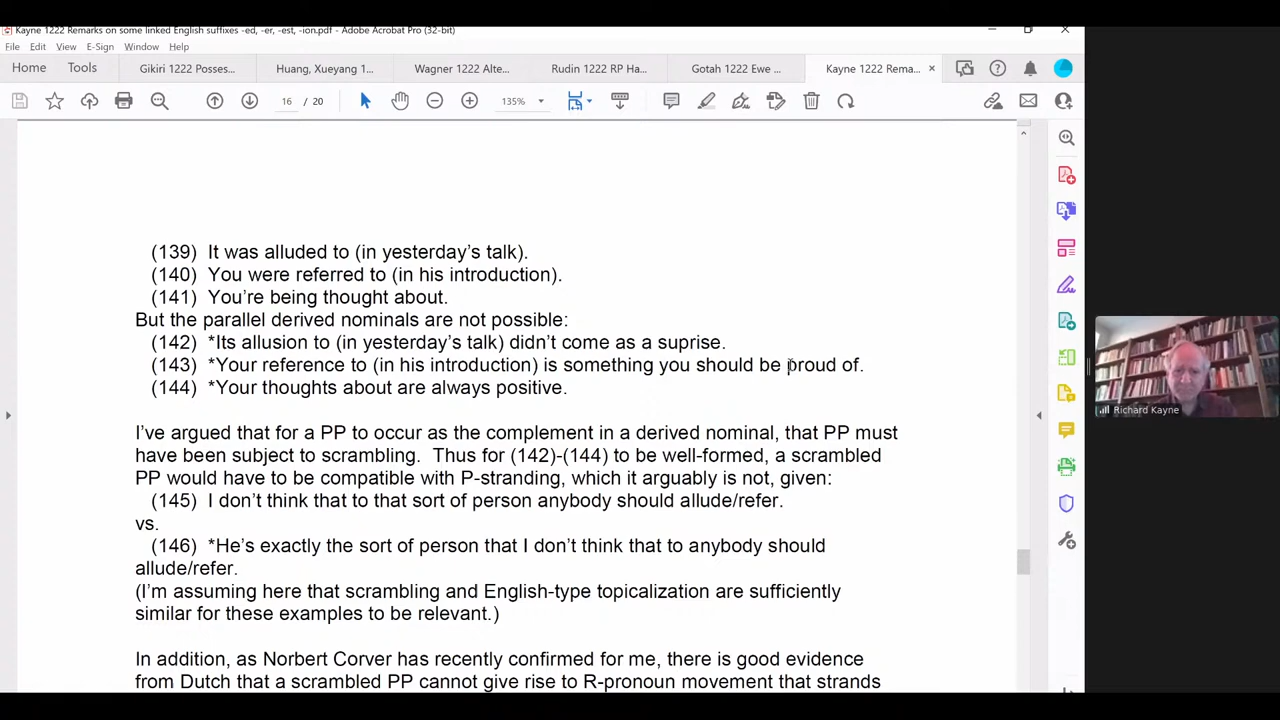 Kayne 1222 Remarks on some linked English suffixes -ed, -er, -est, -ion.pdf - Adobe Acrobat Pro (32-bit)
File Edit View E-Sign Window Help
Home Tools Gikiri 1222 Posses... Huang, Xueyang 1... Wagner 1222 Alte... Rudin 1222 RP Ha... Gotah 1222 Ewe ... Kayne 1222 Rema... ×
16 / 20 135%
(139) It was alluded to (in yesterday's talk).
(140) You were referred to (in his introduction).
(141) You're being thought about.
But the parallel derived nominals are not possible:
(142) *Its allusion to (in yesterday's talk) didn't come as a suprise.
(143) *Your reference to (in his introduction) is something you should be proud of.
(144) *Your thoughts about are always positive.
I've argued that for a PP to occur as the complement in a derived nominal, that PP must
have been subject to scrambling. Thus for (142)-(144) to be well-formed, a scrambled
PP would have to be compatible with P-stranding, which it arguably is not, given:
(145) I don't think that to that sort of person anybody should allude/refer.
vs.
(146) *He's exactly the sort of person that I don't think that to anybody should
allude/refer.
(I'm assuming here that scrambling and English-type topicalization are sufficiently
similar for these examples to be relevant.)
In addition, as Norbert Corver has recently confirmed for me, there is good evidence
from Dutch that a scrambled PP cannot give rise to R-pronoun movement that strands
Richard Kayne